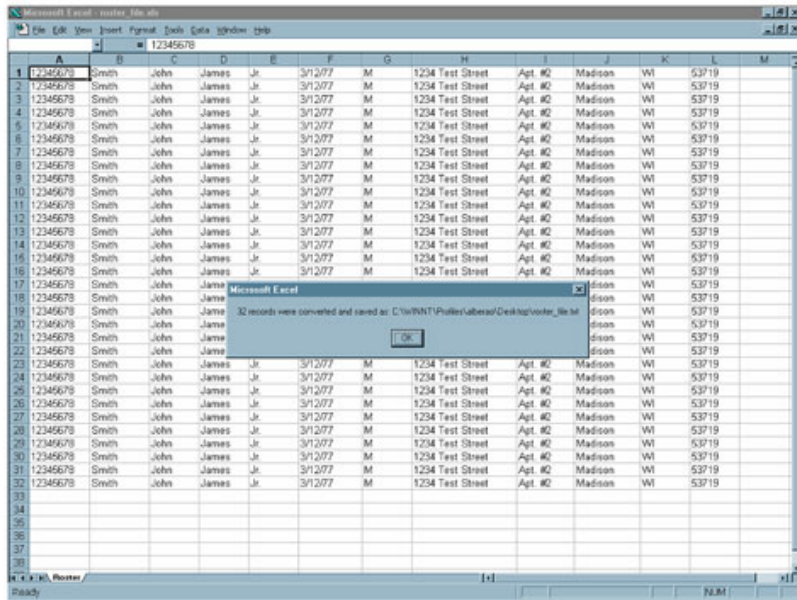 Microsoft Excel - roster_file.xls
File Edit View Insert Format Tools Data Window Help
= 12345678
A B C D E F G H I J K L M
1 12345678 Smith John James Jr. 3/12/77 M 1234 Test Street Apt. #2 Madison WI 53719
2 12345678 Smith John James Jr. 3/12/77 M 1234 Test Street Apt. #2 Madison WI 53719
3 12345678 Smith John James Jr. 3/12/77 M 1234 Test Street Apt. #2 Madison WI 53719
4 12345678 Smith John James Jr. 3/12/77 M 1234 Test Street Apt. #2 Madison WI 53719
5 12345678 Smith John James Jr. 3/12/77 M 1234 Test Street Apt. #2 Madison WI 53719
6 12345678 Smith John James Jr. 3/12/77 M 1234 Test Street Apt. #2 Madison WI 53719
7 12345678 Smith John James Jr. 3/12/77 M 1234 Test Street Apt. #2 Madison WI 53719
8 12345678 Smith John James Jr. 3/12/77 M 1234 Test Street Apt. #2 Madison WI 53719
9 12345678 Smith John James Jr. 3/12/77 M 1234 Test Street Apt. #2 Madison WI 53719
10 12345678 Smith John James Jr. 3/12/77 M 1234 Test Street Apt. #2 Madison WI 53719
11 12345678 Smith John James Jr. 3/12/77 M 1234 Test Street Apt. #2 Madison WI 53719
12 12345678 Smith John James Jr. 3/12/77 M 1234 Test Street Apt. #2 Madison WI 53719
13 12345678 Smith John James Jr. 3/12/77 M 1234 Test Street Apt. #2 Madison WI 53719
14 12345678 Smith John James Jr. 3/12/77 M 1234 Test Street Apt. #2 Madison WI 53719
15 12345678 Smith John James Jr. 3/12/77 M 1234 Test Street Apt. #2 Madison WI 53719
16 12345678 Smith John James Jr. 3/12/77 M 1234 Test Street Apt. #2 Madison WI 53719
17 12345678 Smith John Jame dison WI 53719
18 12345678 Smith John Jame dison WI 53719
19 12345678 Smith John Jame dison WI 53719
20 12345678 Smith John Jame dison WI 53719
21 12345678 Smith John Jame dison WI 53719
22 12345678 Smith John Jame dison WI 53719
Microsoft Excel
32 records were converted and saved as: C:\WINNT\Profiles\alberao\Desktop\roster_file.txt
OK
23 12345678 Smith John James Jr. 3/12/77 M 1234 Test Street Apt. #2 Madison WI 53719
24 12345678 Smith John James Jr. 3/12/77 M 1234 Test Street Apt. #2 Madison WI 53719
25 12345678 Smith John James Jr. 3/12/77 M 1234 Test Street Apt. #2 Madison WI 53719
26 12345678 Smith John James Jr. 3/12/77 M 1234 Test Street Apt. #2 Madison WI 53719
27 12345678 Smith John James Jr. 3/12/77 M 1234 Test Street Apt. #2 Madison WI 53719
28 12345678 Smith John James Jr. 3/12/77 M 1234 Test Street Apt. #2 Madison WI 53719
29 12345678 Smith John James Jr. 3/12/77 M 1234 Test Street Apt. #2 Madison WI 53719
30 12345678 Smith John James Jr. 3/12/77 M 1234 Test Street Apt. #2 Madison WI 53719
31 12345678 Smith John James Jr. 3/12/77 M 1234 Test Street Apt. #2 Madison WI 53719
32 12345678 Smith John James Jr. 3/12/77 M 1234 Test Street Apt. #2 Madison WI 53719
33
34
35
36
37
38
Roster
Ready NUM